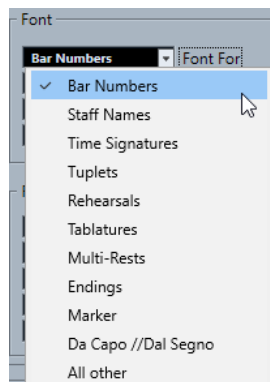 Font
Bar Numbers Font For
Bar Numbers
Staff Names
Time Signatures
Tuplets
Rehearsals
Tablatures
Multi-Rests
Endings
Marker
Da Capo //Dal Segno
All other